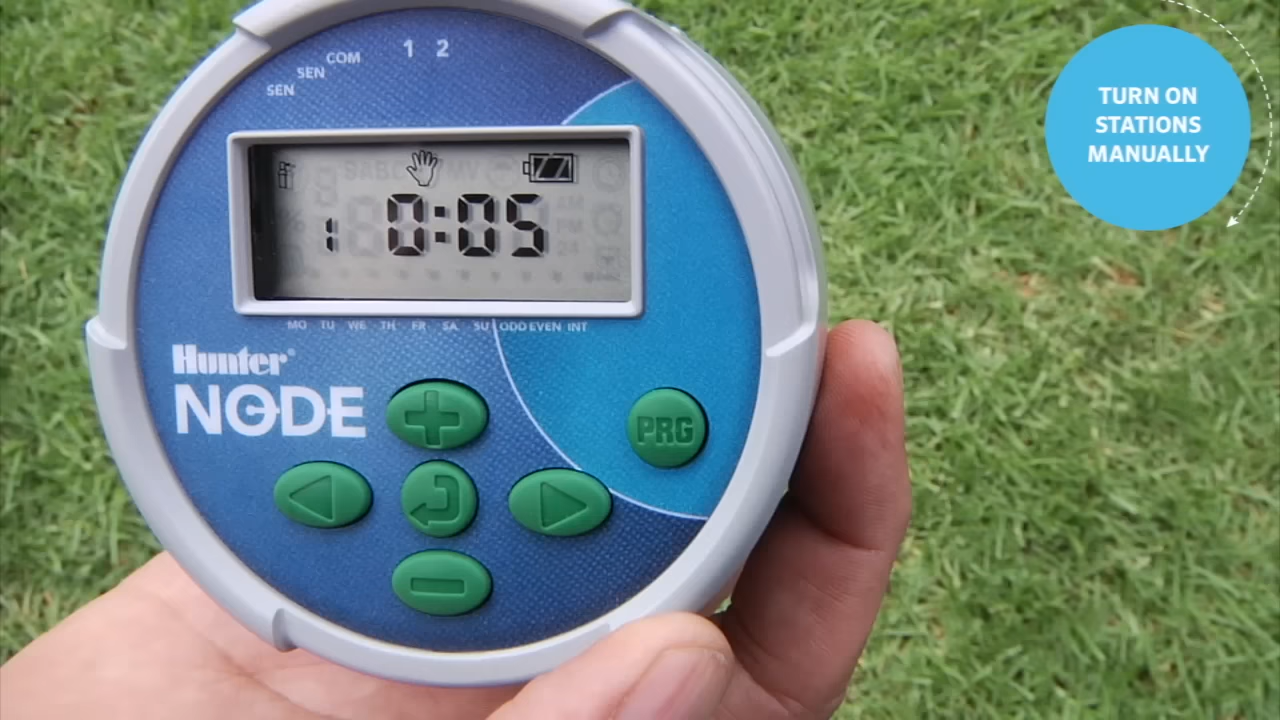 TURN ON
STATIONS
MANUALLY
SEN
SEN
COM
1 2
1 0:05
MO TU WE TH FR SA SU ODD EVEN INT
Hunter®
NODE
PRG